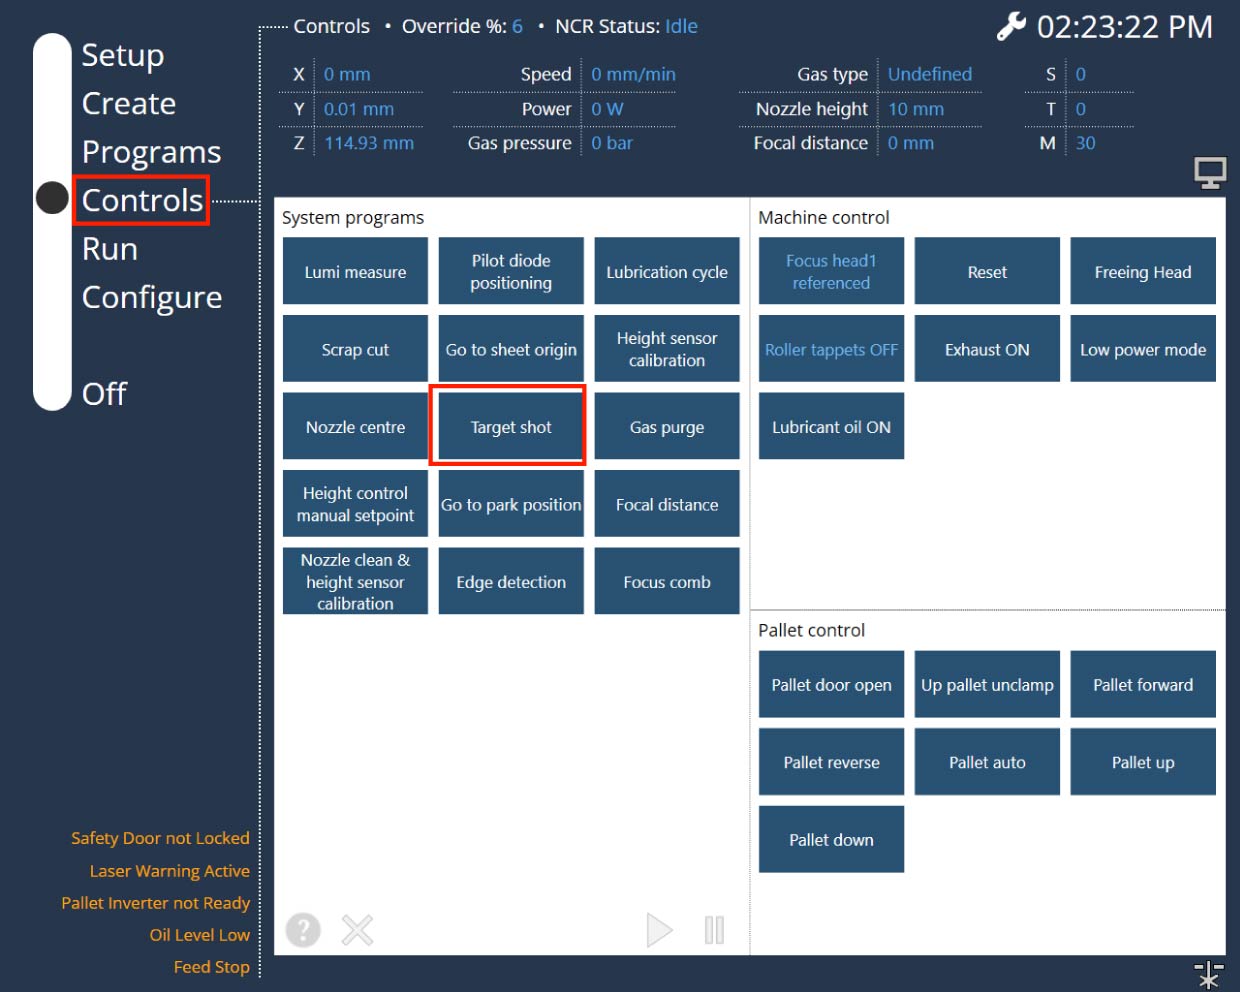 Controls • Override %: 6 • NCR Status: Idle
02:23:22 PM
Setup
Create
Programs
Controls
Run
Configure
Off
X 0 mm
Y 0.01 mm
Z 114.93 mm
Speed 0 mm/min
Power 0 W
Gas pressure 0 bar
Gas type Undefined
Nozzle height 10 mm
Focal distance 0 mm
S 0
T 0
M 30
System programs
Lumi measure
Pilot diode
positioning
Lubrication cycle
Scrap cut
Go to sheet origin
Height sensor
calibration
Nozzle centre
Target shot
Gas purge
Height control
manual setpoint
Go to park position
Focal distance
Nozzle clean &
height sensor
calibration
Edge detection
Focus comb
Machine control
Focus head1
referenced
Reset
Freeing Head
Roller tappets OFF
Exhaust ON
Low power mode
Lubricant oil ON
Pallet control
Pallet door open
Up pallet unclamp
Pallet forward
Pallet reverse
Pallet auto
Pallet up
Pallet down
Safety Door not Locked
Laser Warning Active
Pallet Inverter not Ready
Oil Level Low
Feed Stop
?